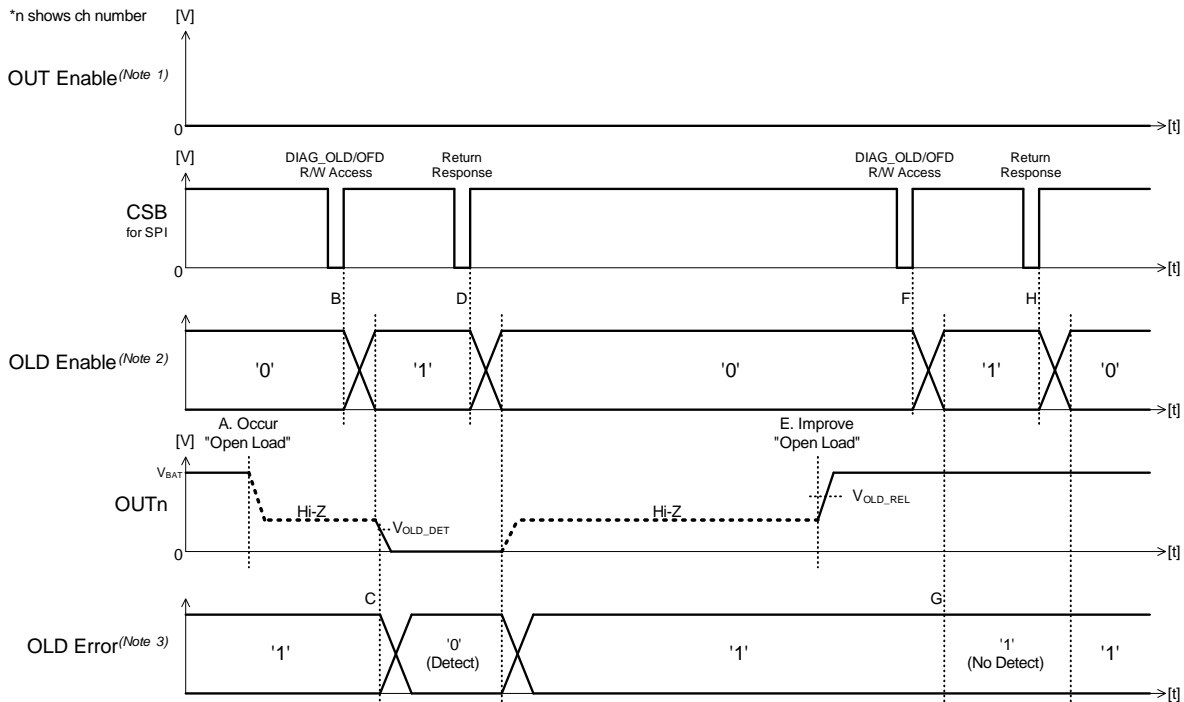 *n shows ch number
[V]
OUT Enable(Note 1)
0
[t]
[V]
DIAG_OLD/OFD
R/W Access
Return
Response
DIAG_OLD/OFD
R/W Access
Return
Response
CSB
for SPI
0
[t]
B
D
F
H
OLD Enable(Note 2)
'0'
'1'
'0'
'1'
'0'
[t]
A. Occur
"Open Load"
E. Improve
"Open Load"
[V]
VBAT
OUTn
Hi-Z
VOLD_DET
Hi-Z
VOLD_REL
0
[t]
C
G
OLD Error(Note 3)
'1'
'0'
(Detect)
'1'
'1'
(No Detect)
'1'
[t]